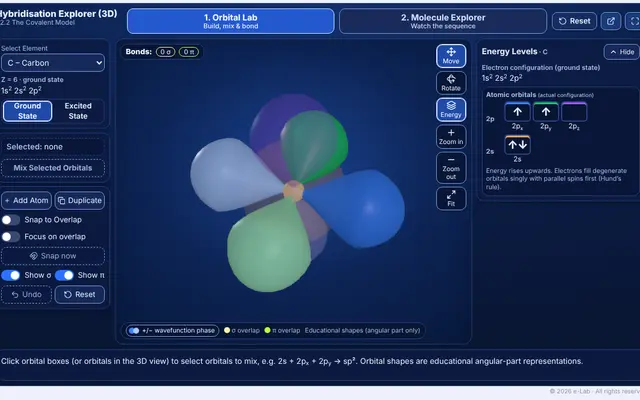 Hybridisation Explorer (3D)
2.2 The Covalent Model
1. Orbital Lab
Build, mix & bond
2. Molecule Explorer
Watch the sequence
Reset
Select Element
C – Carbon
Z = 6 · ground state
1s² 2s² 2p²
Ground State
Excited State
Selected: none
Mix Selected Orbitals
+ Add Atom
Duplicate
Snap to Overlap
Focus on overlap
Snap now
Show σ
Show π
Undo
Reset
Bonds: 0 σ 0 π
Move
Rotate
Energy
Zoom in
Zoom out
Fit
+/− wavefunction phase
σ overlap
π overlap
Educational shapes (angular part only)
Energy Levels · C
Hide
Electron configuration (ground state)
1s² 2s² 2p²
Atomic orbitals (actual configuration)
2p
2pₓ
2pᵧ
2p₂
2s
2s
Energy rises upwards. Electrons fill degenerate
orbitals singly with parallel spins first (Hund's
rule).
Click orbital boxes (or orbitals in the 3D view) to select orbitals to mix, e.g. 2s + 2pₓ + 2pᵧ → sp². Orbital shapes are educational angular-part representations.
© 2026 e-Lab · All rights reserv